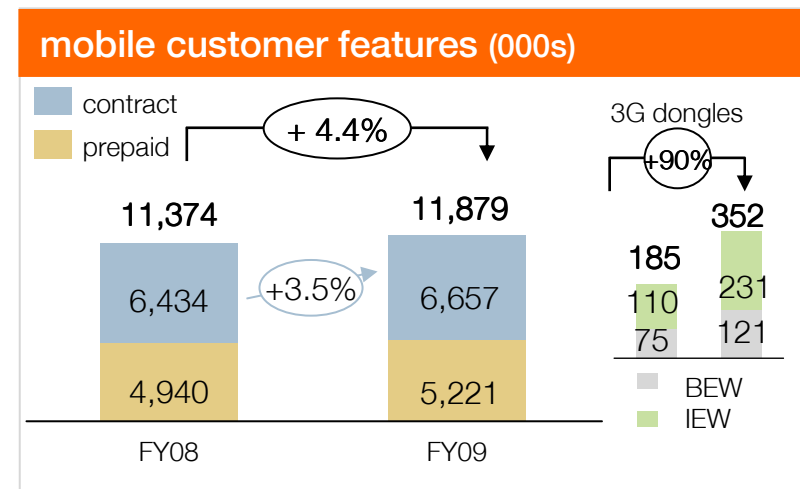 mobile customer features (000s)
contract
prepaid
+ 4.4%
11,374
11,879
6,434
+3.5%
6,657
4,940
5,221
FY08
FY09
3G dongles
+90%
352
185
110
231
75
121
BEW
IEW